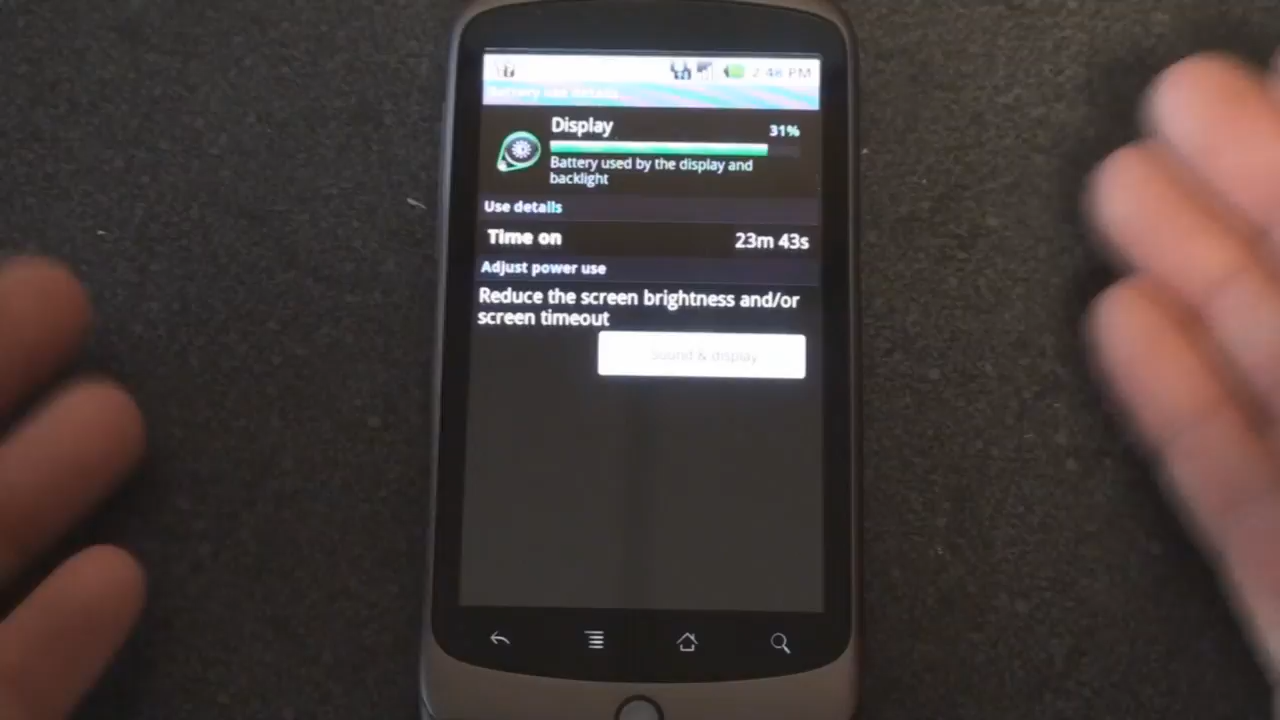 2:48 PM
Battery use details
Display
31%
Battery used by the display and
backlight
Use details
Time on
23m 43s
Adjust power use
Reduce the screen brightness and/or
screen timeout
Sound & display